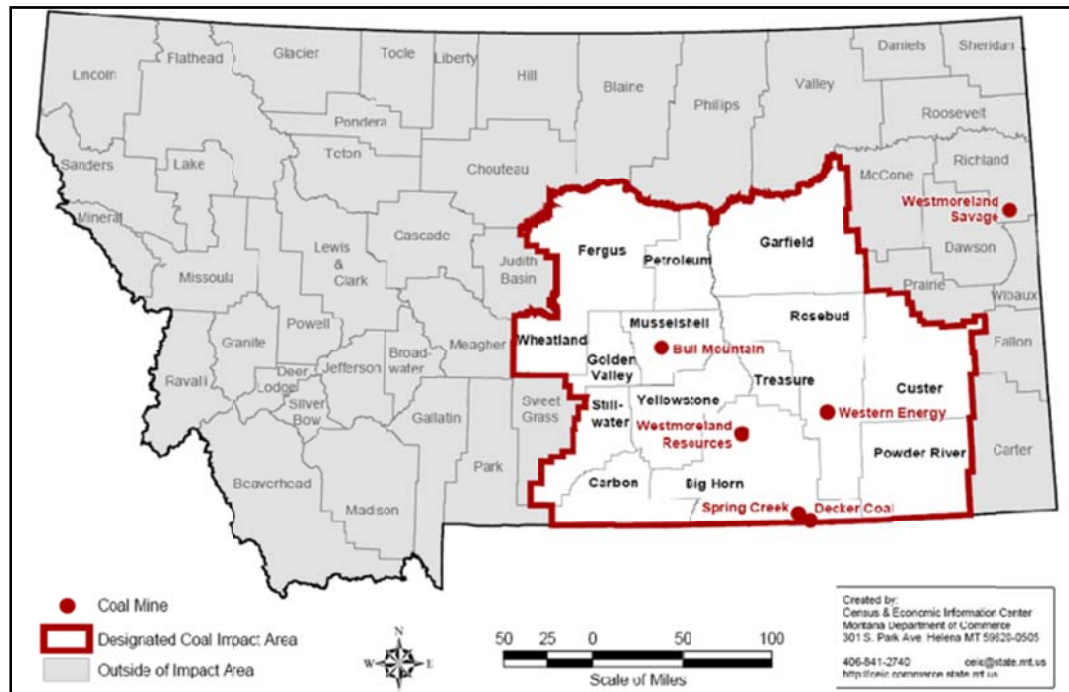 Lincoln
Flathead
Glacier
Tocle
Liberty
Hill
Blaine
Phillips
Valley
Daniels
Sheridan
Roosevelt
Pondera
Teton
Chouteau
Richland
McCone
Sanders
Lake
Westmoreland
Savage
Mineral
Missoula
Lewis
&
Clark
Cascade
Judith
Basin
Fergus
Petroleum
Garfield
Dawson
Prairie
Wibaux
Powell
Meagher
Wheatland
Golden
Valley
Musselshell
Bull Mountain
Rosebud
Treasure
Custer
Fallon
Ravalli
Granite
Deer
Lodge
Silver
Bow
Jefferson
Broad-
water
Gallatin
Park
Sweet
Grass
Still-
water
Yellowstone
Westmoreland
Resources
Western Energy
Powder River
Carter
Beaverhead
Madison
Carbon
Big Horn
Spring Creek
Decker Coal
Coal Mine
Designated Coal Impact Area
Outside of Impact Area
N
W
E
S
50 25 0 50 100
Scale of Miles
Created by:
Census & Economic Information Center
Montana Department of Commerce
301 S. Park Ave. Helena MT 59620-0505
406-841-2740 ceic@state.mt.us
http://ceic.commerce.state.mt.us